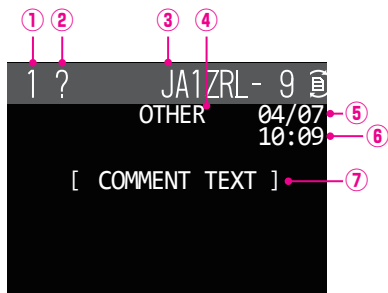 ① ② ③ ④
1 ? JA1ZRL- 9
OTHER 04/07 ⑤
10:09 ⑥
[ COMMENT TEXT ] ⑦